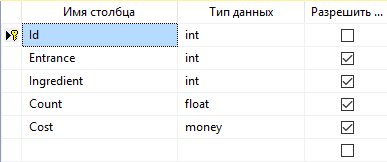 Имя столбца Тип данных Разрешить ...
Id int
Entrance int
Ingredient int
Count float
Cost money